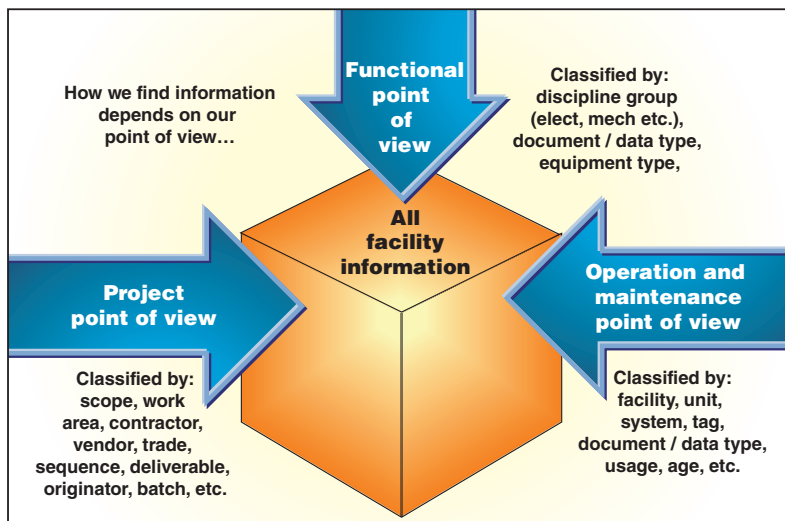 How we find information
depends on our
point of view…
Functional
point
of
view
Classified by:
discipline group
(elect, mech etc.),
document / data type,
equipment type,
All
facility
information
Project
point of view
Operation and
maintenance
point of view
Classified by:
scope, work
area, contractor,
vendor, trade,
sequence, deliverable,
originator, batch, etc.
Classified by:
facility, unit,
system, tag,
document / data type,
usage, age, etc.